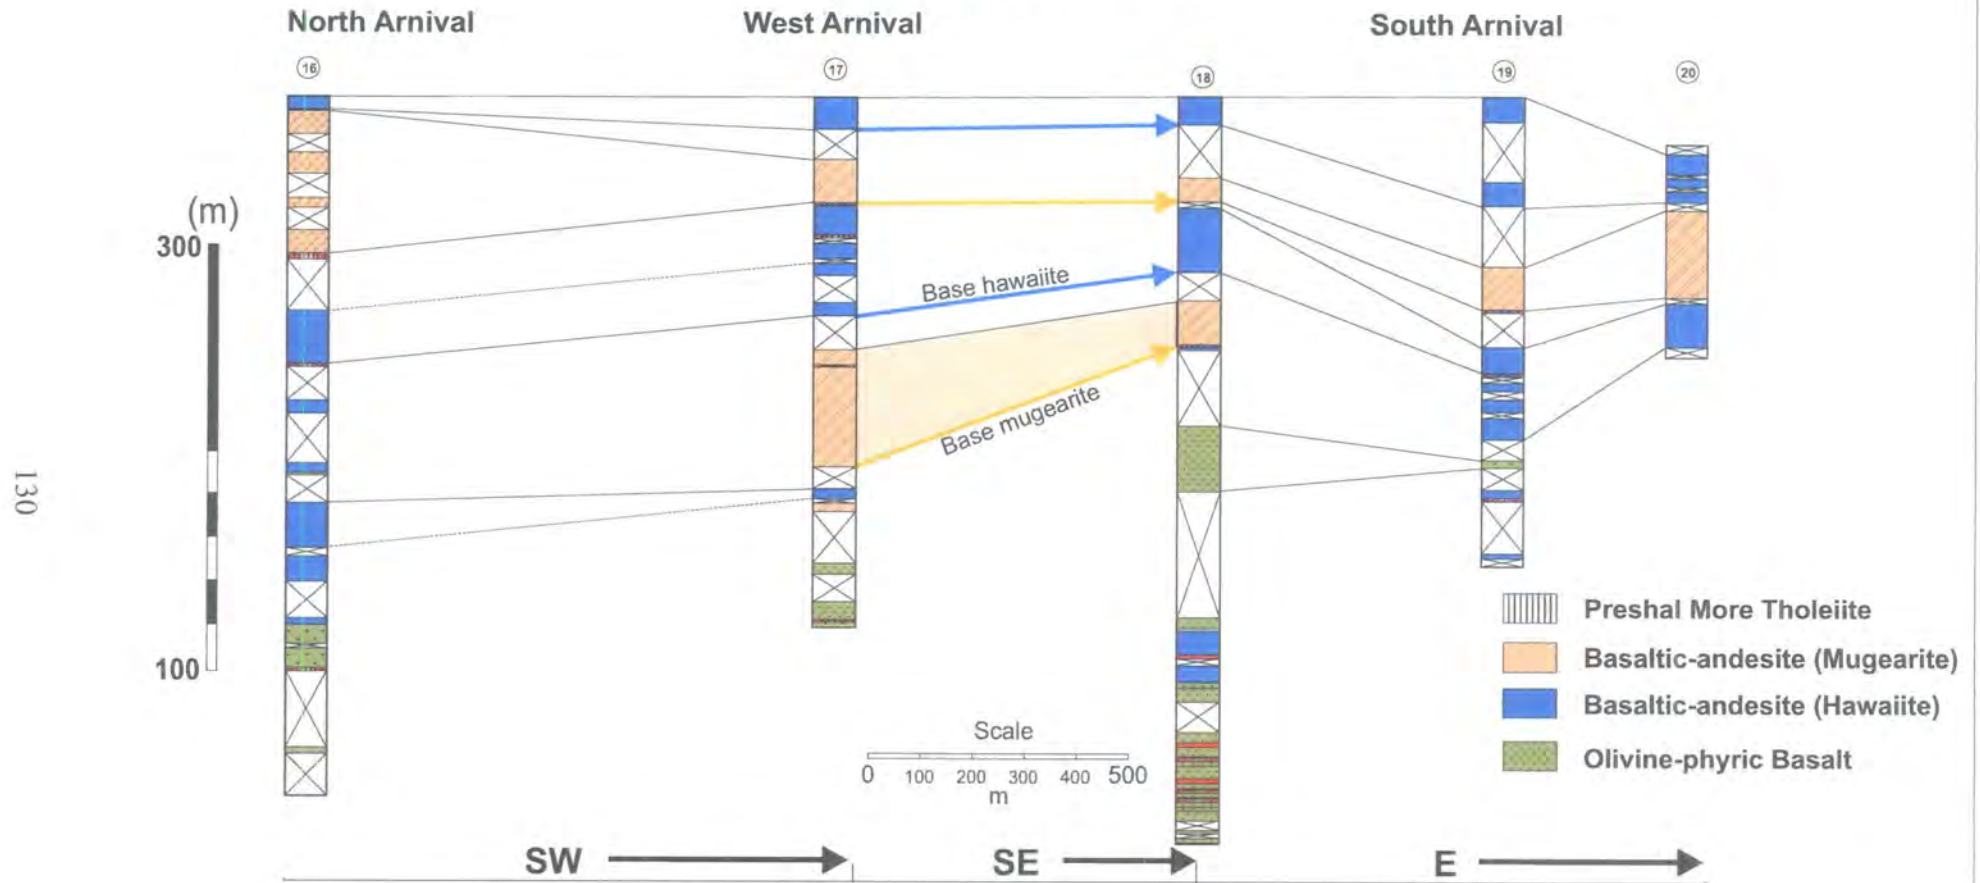 North Arnival
West Arnival
South Arnival
16
17
18
19
20
(m)
300
100
130
Base hawaiite
Base mugearite
Preshal More Tholeiite
Basaltic-andesite (Mugearite)
Basaltic-andesite (Hawaiite)
Olivine-phyric Basalt
Scale
0 100 200 300 400 500
m
SW
SE
E